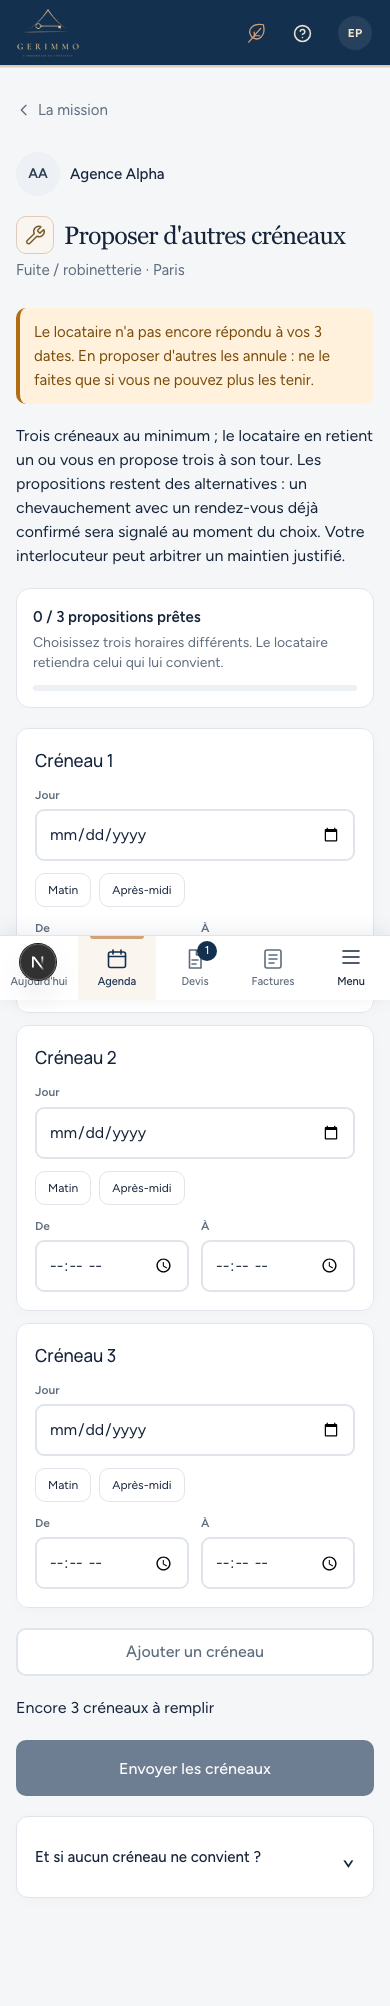 GERIMMO
EP
La mission
AA
Agence Alpha
Proposer d'autres créneaux
Fuite / robinetterie · Paris
Le locataire n'a pas encore répondu à vos 3
dates. En proposer d'autres les annule : ne le
faites que si vous ne pouvez plus les tenir.
Trois créneaux au minimum ; le locataire en retient
un ou vous en propose trois à son tour. Les
propositions restent des alternatives : un
chevauchement avec un rendez-vous déjà
confirmé sera signalé au moment du choix. Votre
interlocuteur peut arbitrer un maintien justifié.
0 / 3 propositions prêtes
Choisissez trois horaires différents. Le locataire
retiendra celui qui lui convient.
Créneau 1
Jour
mm/dd/yyyy
Matin Après-midi
De À
N 1
Aujourd'hui Agenda Devis Factures Menu
Créneau 2
Jour
mm/dd/yyyy
Matin Après-midi
De À
--:-- -- --:-- --
Créneau 3
Jour
mm/dd/yyyy
Matin Après-midi
De À
--:-- -- --:-- --
Ajouter un créneau
Encore 3 créneaux à remplir
Envoyer les créneaux
Et si aucun créneau ne convient ?